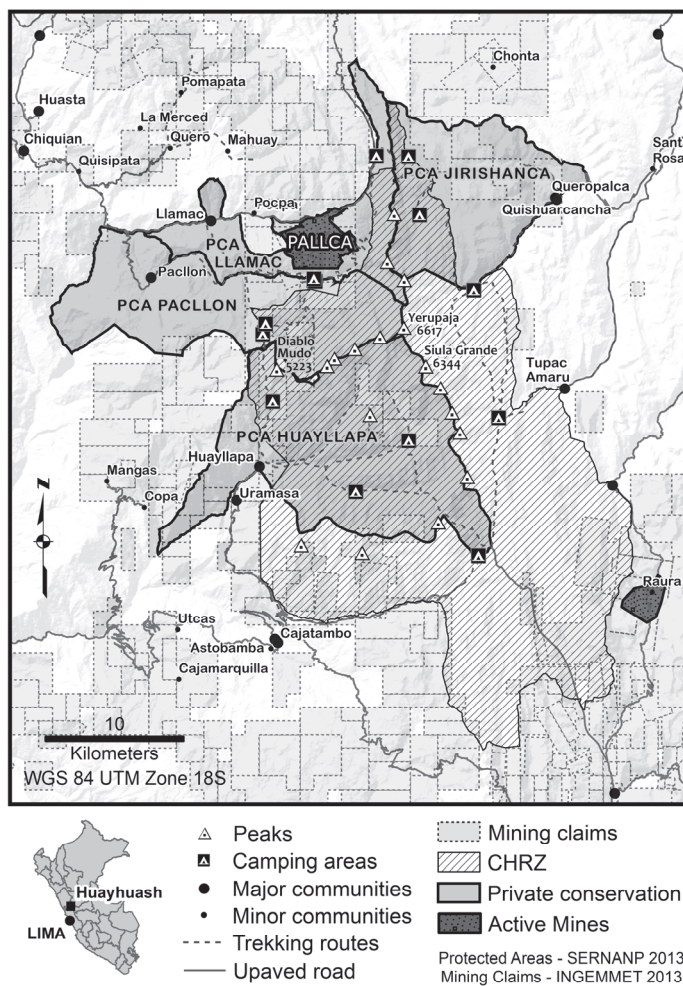 Chonta
Pomapata
Huasta
La Merced
Quero
Mahuay
Chiquian
Quisipata
Sant
Rosa
PCA JIRISHANCA
Queropalca
Quishuarcancha
Pocpa
Llamac
PALLCA
PCA
LLAMAC
Pacllon
PCA PACLLON
Yerupaja
6617
Diablo
Mudo
5223
Siula Grande
6344
Tupac
Amaru
PCA HUAYLLAPA
Huayllapa
Mangas
Copa
Uramasa
N
Raura
Utcas
Cajatambo
Astobamba
Cajamarquilla
10
Kilometers
WGS 84 UTM Zone 18S
Huayhuash
LIMA
Peaks
Camping areas
Major communities
Minor communities
Trekking routes
Upaved road
Mining claims
CHRZ
Private conservation
Active Mines
Protected Areas - SERNANP 2013
Mining Claims - INGEMMET 2013